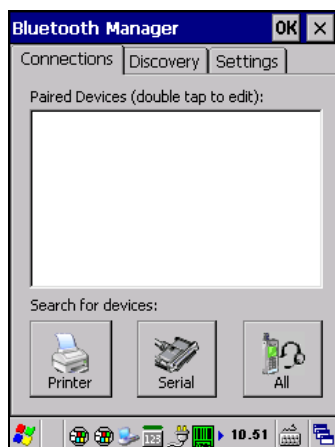 Bluetooth Manager OK ×
Connections Discovery Settings
Paired Devices (double tap to edit):
Search for devices:
Printer Serial All
123 10.51